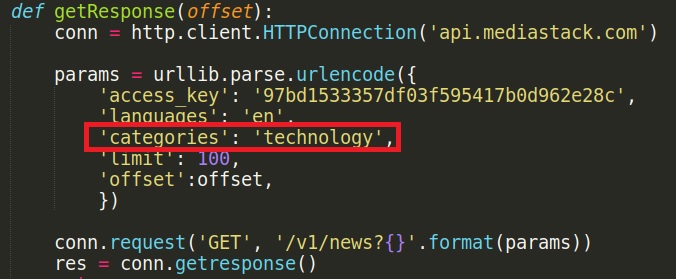 def getResponse(offset):
conn = http.client.HTTPConnection('api.mediastack.com')
params = urllib.parse.urlencode({
'access_key': '97bd1533357df03f595417b0d962e28c',
'languages': 'en',
'categories': 'technology',
'limit': 100,
'offset':offset,
})
conn.request('GET', '/v1/news?{}'.format(params))
res = conn.getresponse()